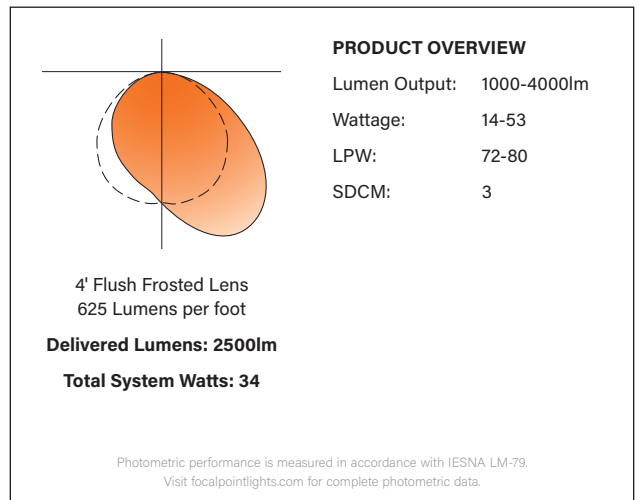 PRODUCT OVERVIEW
Lumen Output: 1000-4000lm
Wattage: 14-53
LPW: 72-80
SDCM: 3
4' Flush Frosted Lens
625 Lumens per foot
Delivered Lumens: 2500lm
Total System Watts: 34
Photometric performance is measured in accordance with IESNA LM-79.
Visit focalpointlights.com for complete photometric data.